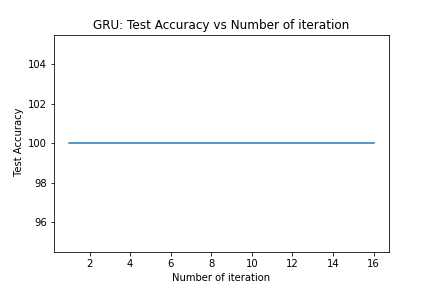 GRU: Test Accuracy vs Number of iteration
104
102
100
98
96
Test Accuracy
2 4 6 8 10 12 14 16
Number of iteration